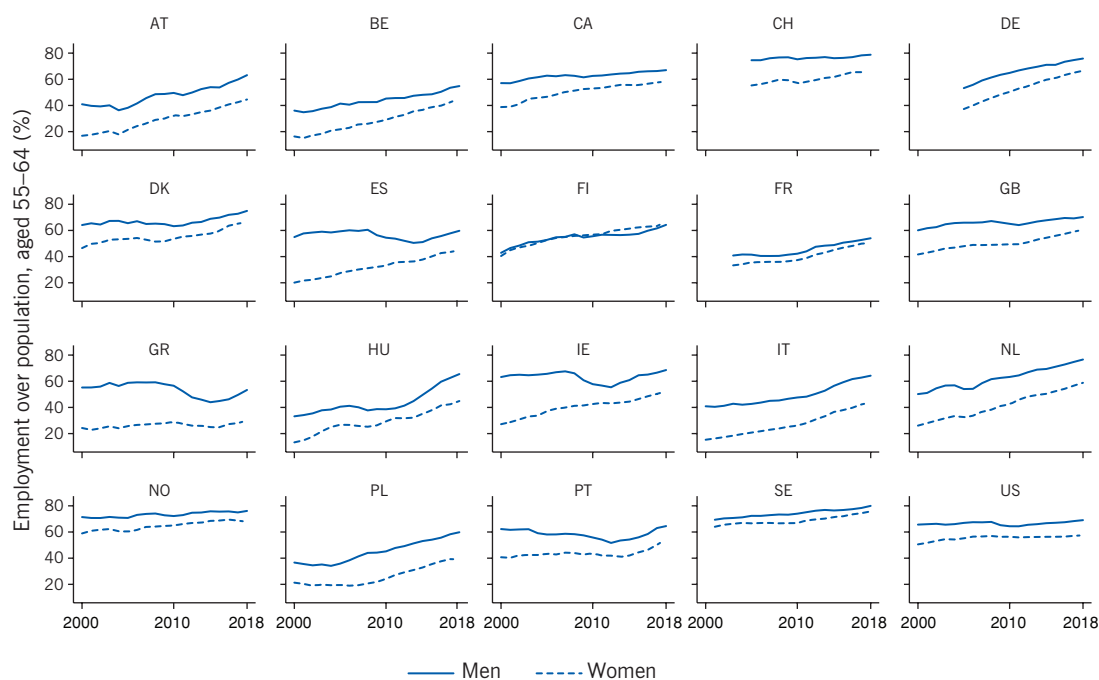 Employment over population, aged 55–64 (%)
AT BE CA CH DE
80
60
40
20
DK ES FI FR GB
80
60
40
20
GR HU IE IT NL
80
60
40
20
NO PL PT SE US
80
60
40
20
2000 2010 2018 2000 2010 2018 2000 2010 2018 2000 2010 2018 2000 2010 2018
Men Women